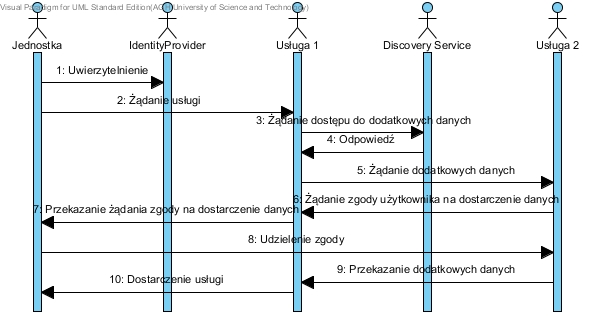 Visual Paradigm for UML Standard Edition(AGH University of Science and Technology)
Jednostka
IdentityProvider
Usługa 1
Discovery Service
Usługa 2
1: Uwierzytelnienie
2: Żądanie usługi
3: Żądanie dostępu do dodatkowych danych
4: Odpowiedź
5: Żądanie dodatkowych danych
6: Żądanie zgody użytkownika na dostarczenie danych
7: Przekazanie żądania zgody na dostarczenie danych
8: Udzielenie zgody
9: Przekazanie dodatkowych danych
10: Dostarczenie usługi